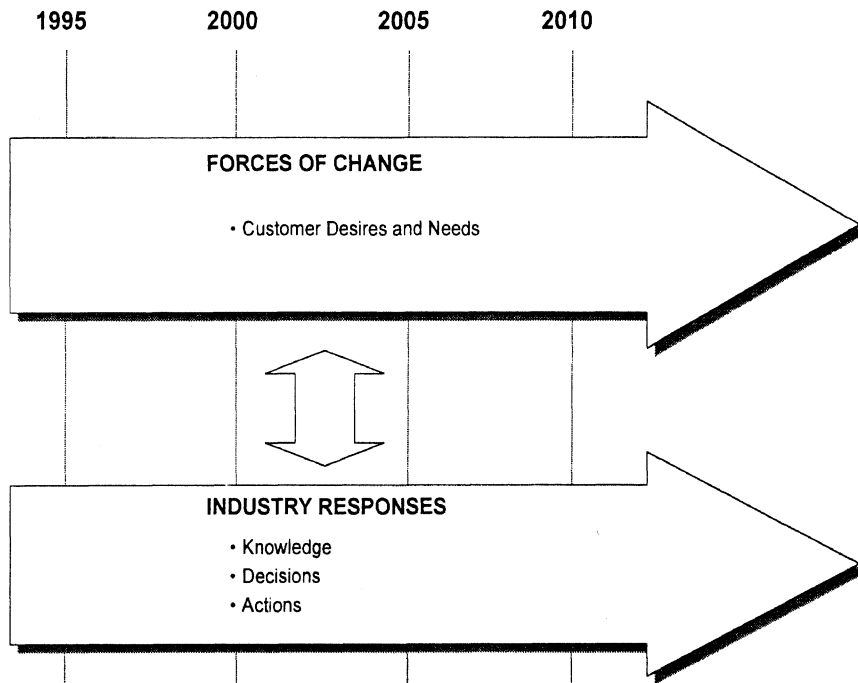 1995 2000 2005 2010
FORCES OF CHANGE
• Customer Desires and Needs
INDUSTRY RESPONSES
• Knowledge
• Decisions
• Actions